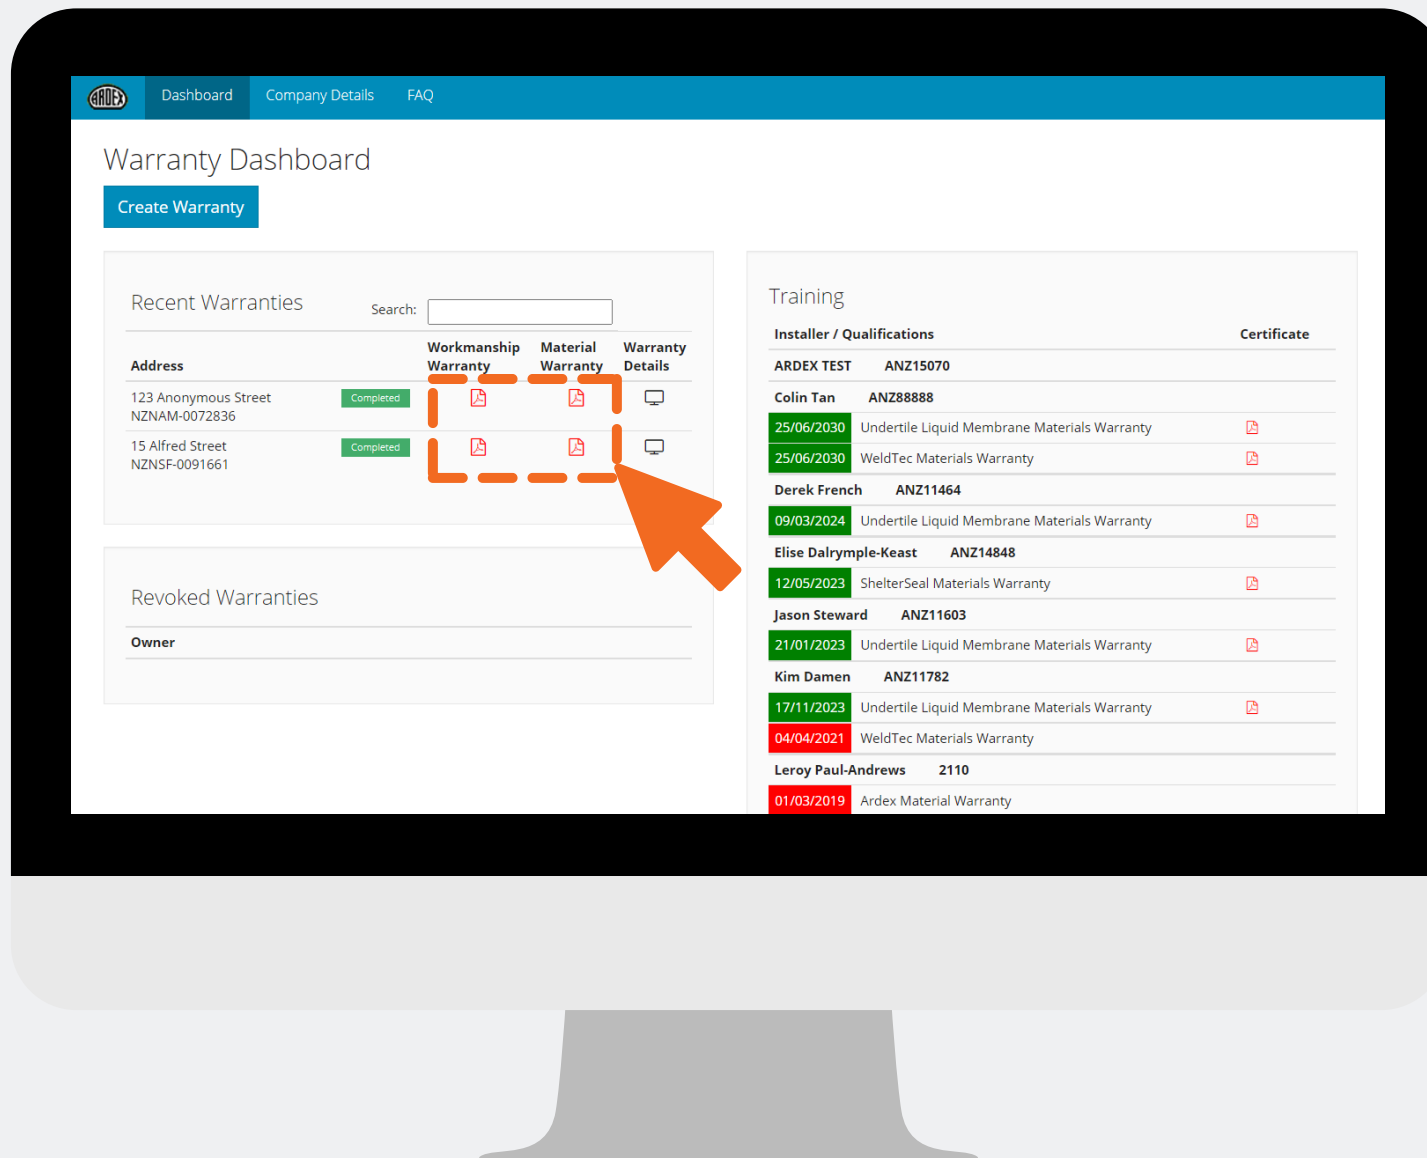 ARDEX
Dashboard Company Details FAQ
Warranty Dashboard
Create Warranty
Recent Warranties Search:
Address Workmanship Warranty Material Warranty Warranty Details
123 Anonymous Street Completed
NZNAM-0072836
15 Alfred Street Completed
NZNSF-0091661
Revoked Warranties
Owner
Training
Installer / Qualifications Certificate
ARDEX TEST ANZ15070
Colin Tan ANZ88888
25/06/2030 Undertile Liquid Membrane Materials Warranty
25/06/2030 WeldTec Materials Warranty
Derek French ANZ11464
09/03/2024 Undertile Liquid Membrane Materials Warranty
Elise Dalrymple-Keast ANZ14848
12/05/2023 ShelterSeal Materials Warranty
Jason Steward ANZ11603
21/01/2023 Undertile Liquid Membrane Materials Warranty
Kim Damen ANZ11782
17/11/2023 Undertile Liquid Membrane Materials Warranty
04/04/2021 WeldTec Materials Warranty
Leroy Paul-Andrews 2110
01/03/2019 Ardex Material Warranty